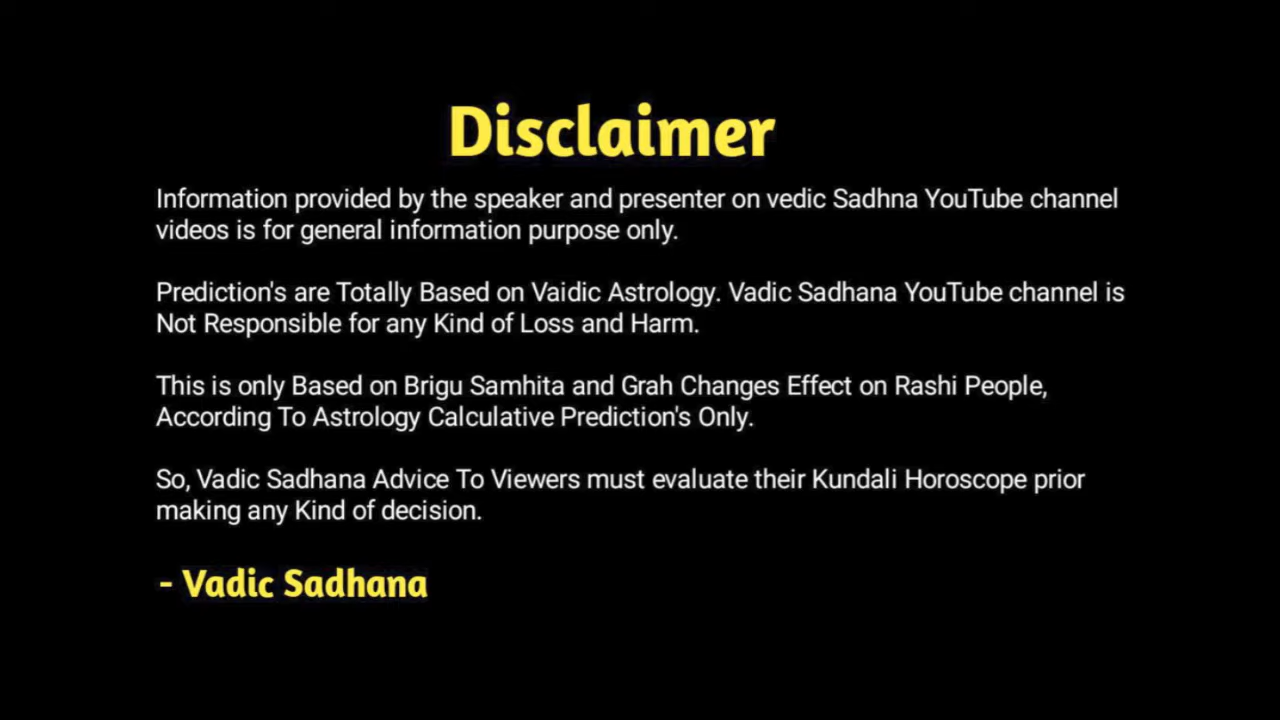 Disclaimer
Information provided by the speaker and presenter on vedic Sadhna YouTube channel
videos is for general information purpose only.
Prediction's are Totally Based on Vaidic Astrology. Vadic Sadhana YouTube channel is
Not Responsible for any Kind of Loss and Harm.
This is only Based on Brigu Samhita and Grah Changes Effect on Rashi People,
According To Astrology Calculative Prediction's Only.
So, Vadic Sadhana Advice To Viewers must evaluate their Kundali Horoscope prior
making any Kind of decision.
- Vadic Sadhana